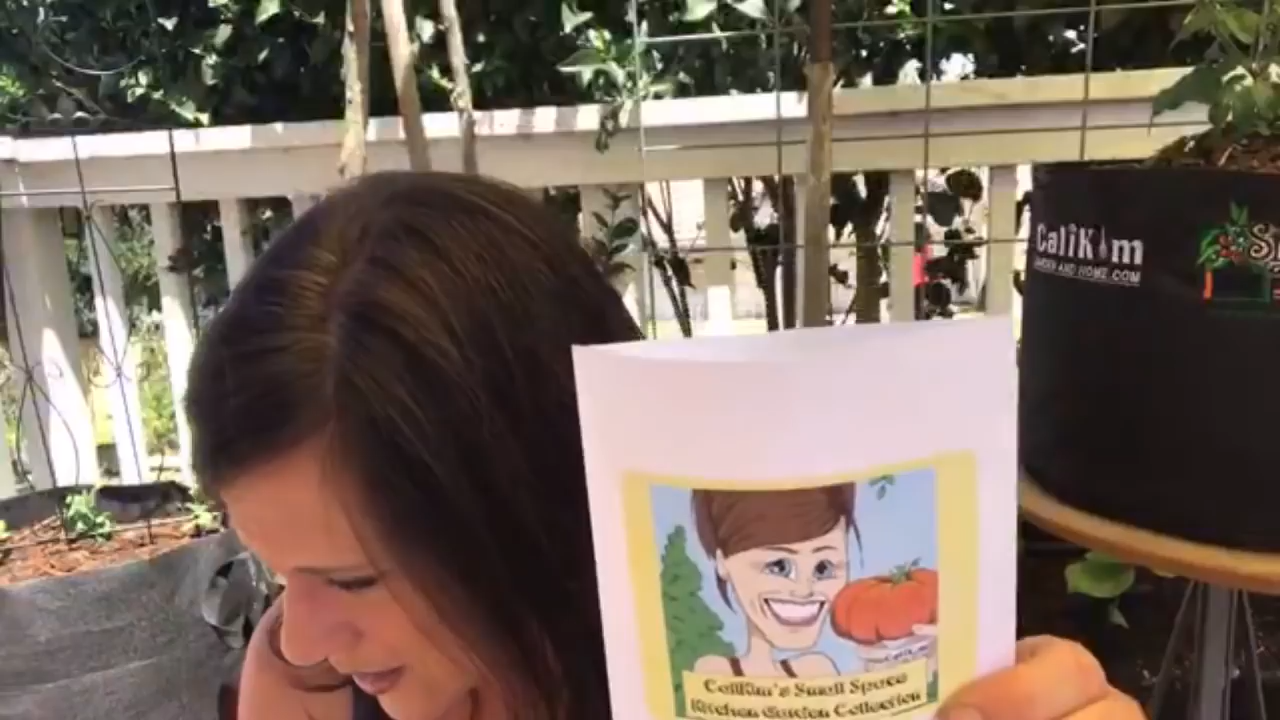 CaliKim
GARDEN AND HOME.COM
CaliKim's Small Space
Kitchen Garden Collection